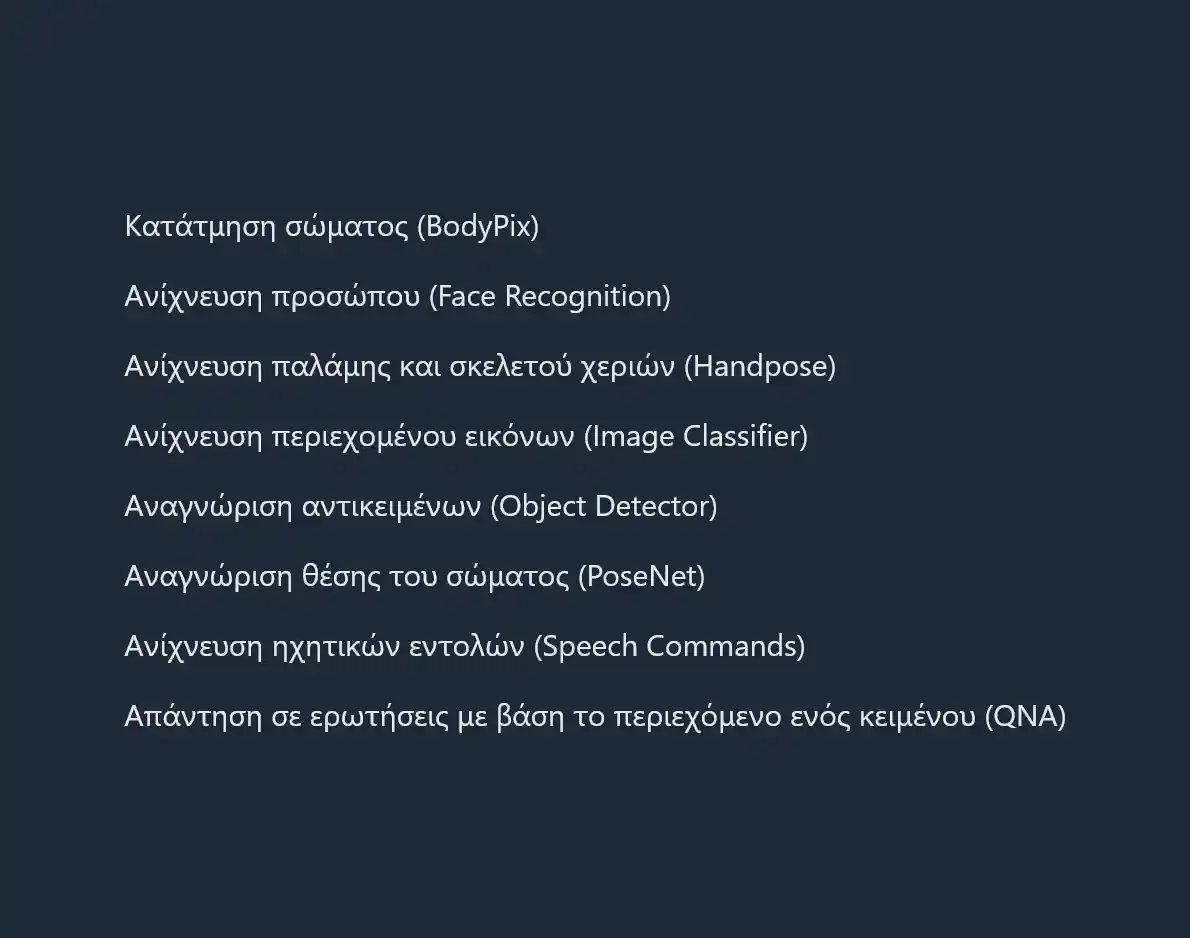 Κατάτμηση σώματος (BodyPix)
Ανίχνευση προσώπου (Face Recognition)
Ανίχνευση παλάμης και σκελετού χεριών (Handpose)
Ανίχνευση περιεχομένου εικόνων (Image Classifier)
Αναγνώριση αντικειμένων (Object Detector)
Αναγνώριση θέσης του σώματος (PoseNet)
Ανίχνευση ηχητικών εντολών (Speech Commands)
Απάντηση σε ερωτήσεις με βάση το περιεχόμενο ενός κειμένου (QNA)